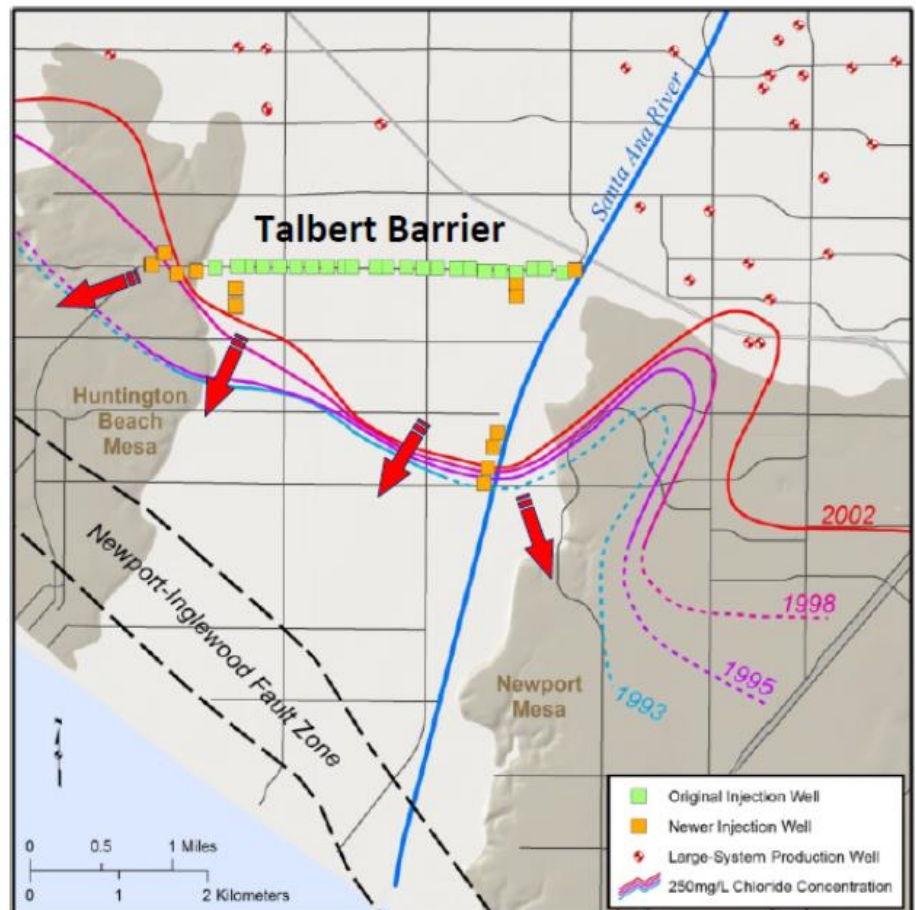 Santa Ana River
Talbert Barrier
Huntington
Beach
Mesa
2002
Newport-Inglewood Fault Zone
1998
1995
1993
Newport
Mesa
0 0.5 1 Miles
0 1 2 Kilometers
Original Injection Well
Newer Injection Well
Large-System Production Well
250mg/L Chloride Concentration